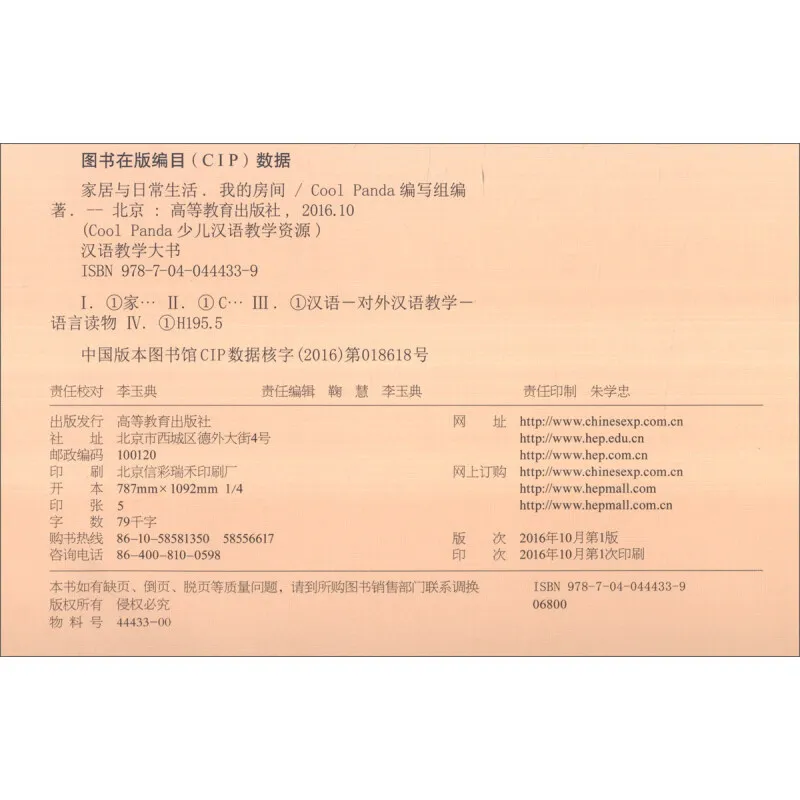 图书在版编目（CIP）数据
家居与日常生活．我的房间 / Cool Panda 编写组编
著．-- 北京：高等教育出版社，2016.10
(Cool Panda 少儿汉语教学资源)
汉语教学大书
ISBN 978-7-04-044433-9
Ⅰ．①家… Ⅱ．①C… Ⅲ．①汉语－对外汉语教学－
语言读物 Ⅳ．①H195.5
中国版本图书馆CIP数据核字(2016)第018618号
责任校对 李玉典 责任编辑 鞠 慧 李玉典 责任印制 朱学忠
出版发行 高等教育出版社 网 址 http://www.chinesexp.com.cn
社 址 北京市西城区德外大街4号 http://www.hep.edu.cn
邮政编码 100120 http://www.hep.com.cn
印 刷 北京信彩瑞禾印刷厂 网上订购 http://www.chinesexp.com.cn
开 本 787mm×1092mm 1/4 http://www.hepmall.com
印 张 5 http://www.hepmall.com.cn
字 数 79千字
购书热线 86-10-58581350 58556617 版 次 2016年10月第1版
咨询电话 86-400-810-0598 印 次 2016年10月第1次印刷
本书如有缺页、倒页、脱页等质量问题，请到所购图书销售部门联系调换 ISBN 978-7-04-044433-9
版权所有 侵权必究 06800
物 料 号 44433-00